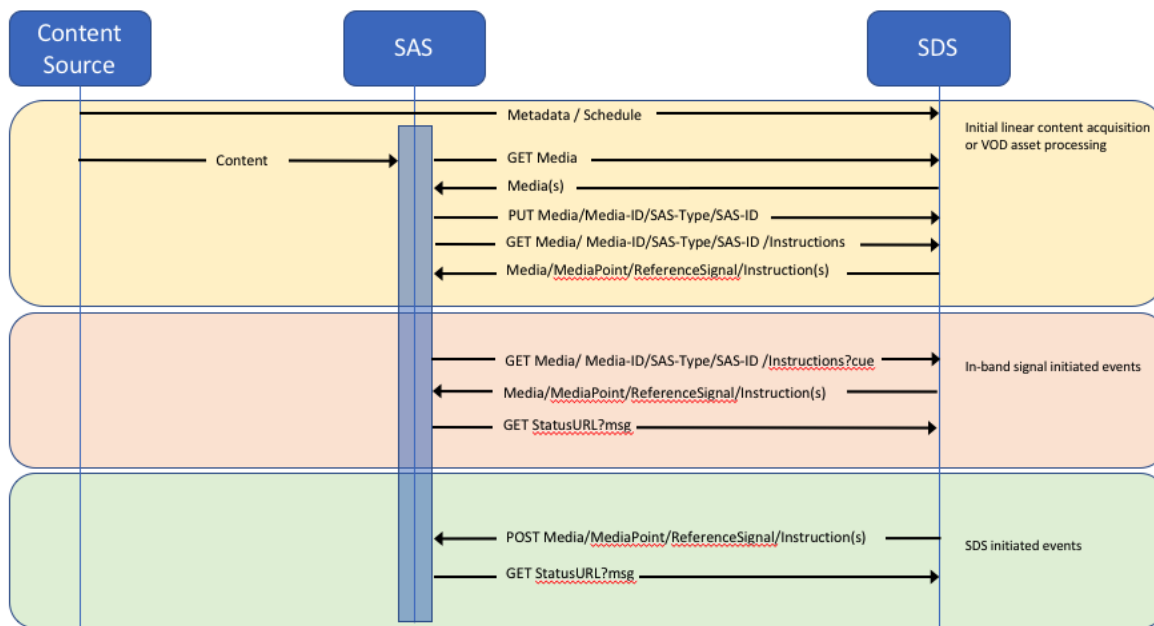 Content
Source
SAS
SDS
Metadata / Schedule
Initial linear content acquisition
or VOD asset processing
Content
GET Media
Media(s)
PUT Media/Media-ID/SAS-Type/SAS-ID
GET Media/ Media-ID/SAS-Type/SAS-ID /Instructions
Media/MediaPoint/ReferenceSignal/Instruction(s)
GET Media/ Media-ID/SAS-Type/SAS-ID /Instructions?cue
In-band signal initiated events
Media/MediaPoint/ReferenceSignal/Instruction(s)
GET StatusURL?msg
POST Media/MediaPoint/ReferenceSignal/Instruction(s)
SDS initiated events
GET StatusURL?msg